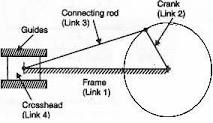 Connecting rod
(Link 3)
Crank
(Link 2)
Guides
Frame
(Link 1)
Crosshead
(Link 4)